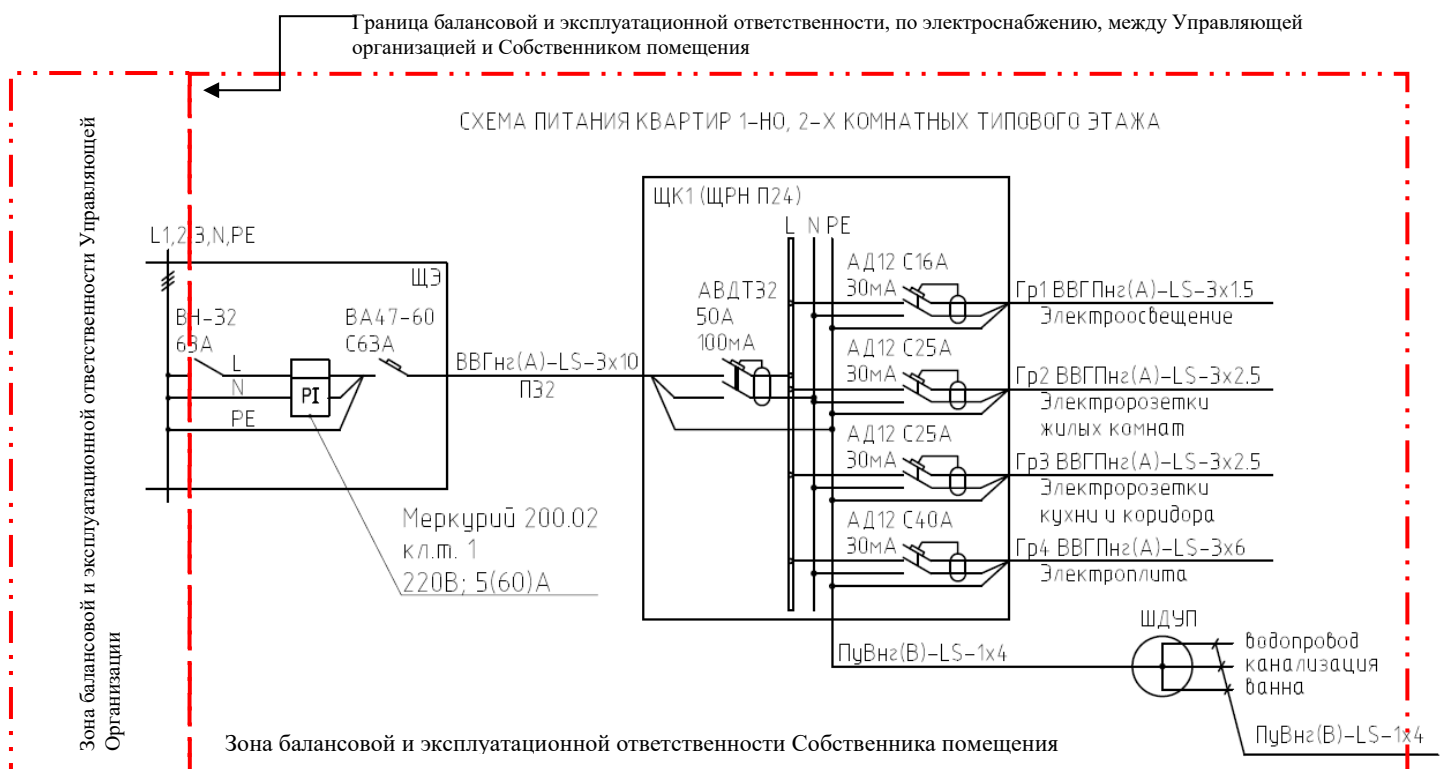 Граница балансовой и эксплуатационной ответственности, по электроснабжению, между Управляющей
организацией и Собственником помещения
Зона балансовой и эксплуатационной ответственности Управляющей
Организации
СХЕМА ПИТАНИЯ КВАРТИР 1-НО, 2-Х КОМНАТНЫХ ТИПОВОГО ЭТАЖА
L1,2,3,N,PE
ЩЭ
ВН-32
63А
L
N
PE
PI
ВА47-60
С63А
ВВГнг(А)-LS-3х10
П32
Меркурий 200.02
кл.т. 1
220В; 5(60)А
ЩК1 (ЩРН П24)
L N PE
АВДТ32
50А
100мА
АД12 С16А
30мА
Гр1 ВВГПнг(А)-LS-3х1.5
Электроосвещение
АД12 С25А
30мА
Гр2 ВВГПнг(А)-LS-3х2.5
Электророзетки
жилых комнат
АД12 С25А
30мА
Гр3 ВВГПнг(А)-LS-3х2.5
Электророзетки
кухни и коридора
АД12 С40А
30мА
Гр4 ВВГПнг(А)-LS-3х6
Электроплита
ПуВнг(В)-LS-1х4
ШДУП
водопровод
канализация
ванна
ПуВнг(В)-LS-1х4
Зона балансовой и эксплуатационной ответственности Собственника помещения